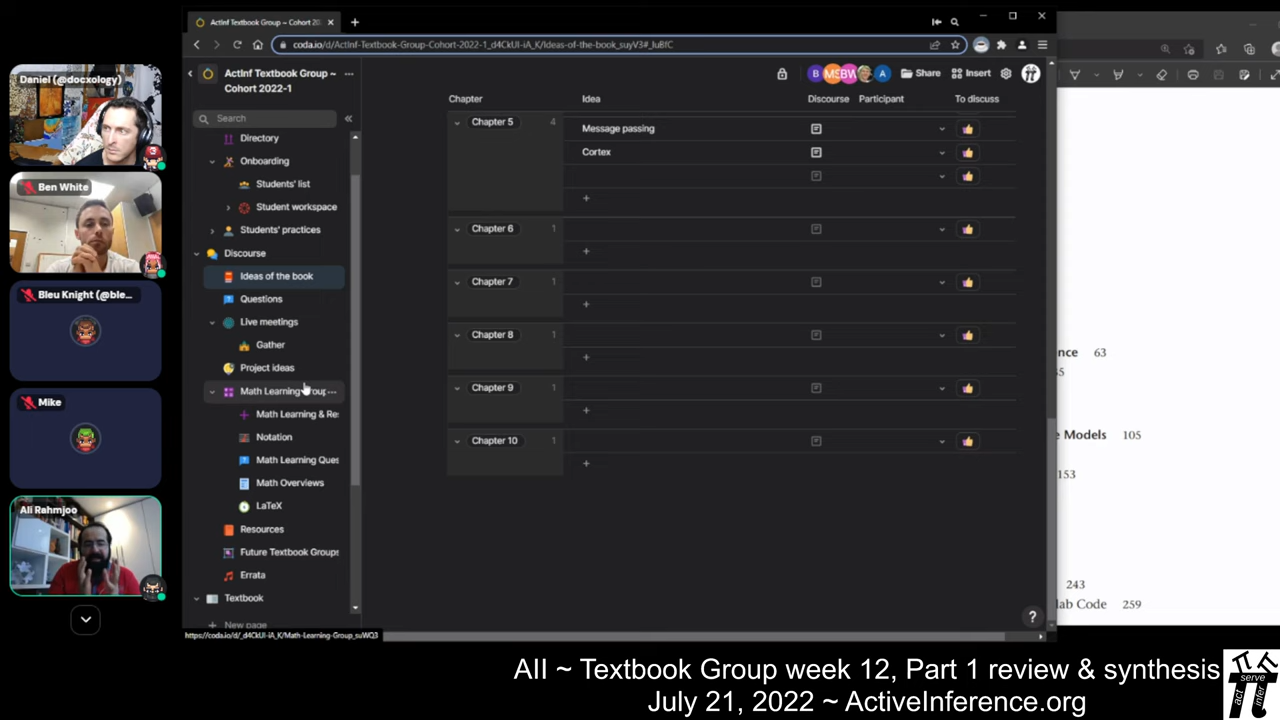 Daniel (@docxology)
Ben White
Bleu Knight (@ble...
Mike
Ali Rahmjoo
ActInf Textbook Group ~ Cohort 20
coda.io/d/ActInf-Textbook-Group-Cohort-2022-1_d4CkUI-iA_K/Ideas-of-the-book_suyV3#_luBfC
ActInf Textbook Group ~
Cohort 2022-1
Search
Directory
Onboarding
Students' list
Student workspace
Students' practices
Discourse
Ideas of the book
Questions
Live meetings
Gather
Project ideas
Math Learning Group
Math Learning & Re
Notation
Math Learning Ques
Math Overviews
LaTeX
Resources
Future Textbook Groups
Errata
Textbook
New page
https://coda.io/d/_d4CkUI-iA_K/Math-Learning-Group_suWQ3
B MS BW A Share Insert
Chapter Idea Discourse Participant To discuss
Chapter 5 4 Message passing
Cortex
Chapter 6 1
Chapter 7 1
Chapter 8 1
Chapter 9 1
Chapter 10 1
?
nce 63
e Models 105
153
243
lab Code 259
AII ~ Textbook Group week 12, Part 1 review & synthesis
July 21, 2022 ~ ActiveInference.org
act
serve
infer